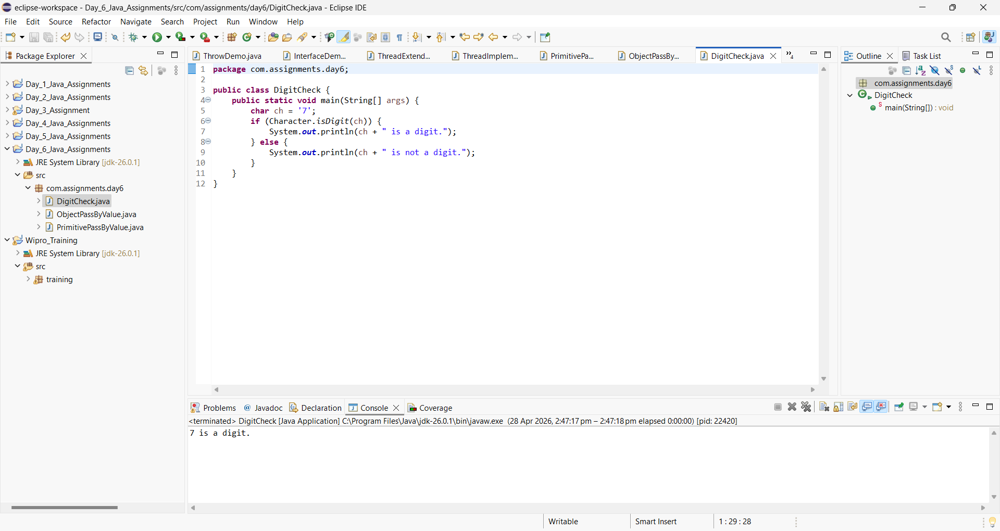 eclipse-workspace - Day_6_Java_Assignments/src/com/assignments/day6/DigitCheck.java - Eclipse IDE
File Edit Source Refactor Navigate Search Project Run Window Help
Package Explorer
Day_1_Java_Assignments
Day_2_Java_Assignments
Day_3_Assignment
Day_4_Java_Assignments
Day_5_Java_Assignments
Day_6_Java_Assignments
JRE System Library [jdk-26.0.1]
src
com.assignments.day6
DigitCheck.java
ObjectPassByValue.java
PrimitivePassByValue.java
Wipro_Training
JRE System Library [jdk-26.0.1]
src
training
ThrowDemo.java InterfaceDem... ThreadExtend... ThreadImplem... PrimitivePa... ObjectPassBy... DigitCheck.java »4
1 package com.assignments.day6;
2
3 public class DigitCheck {
4 public static void main(String[] args) {
5 char ch = '7';
6 if (Character.isDigit(ch)) {
7 System.out.println(ch + " is a digit.");
8 } else {
9 System.out.println(ch + " is not a digit.");
10 }
11 }
12 }
Outline Task List
com.assignments.day6
DigitCheck
main(String[]) : void
Problems Javadoc Declaration Console Coverage
<terminated> DigitCheck [Java Application] C:\Program Files\Java\jdk-26.0.1\bin\javaw.exe (28 Apr 2026, 2:47:17 pm – 2:47:18 pm elapsed 0:00:00) [pid: 22420]
7 is a digit.
Writable Smart Insert 1 : 29 : 28